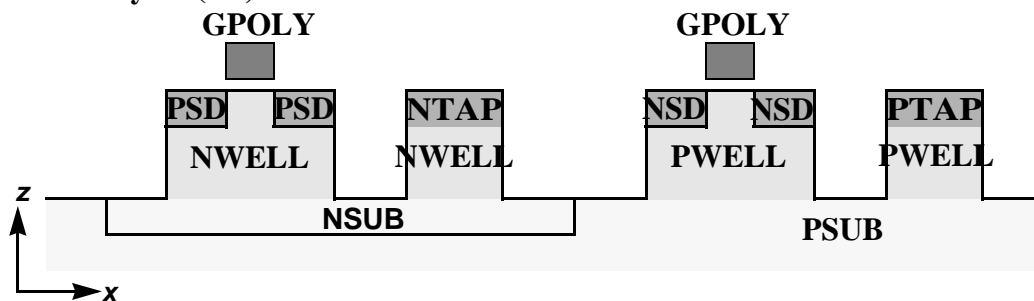 GPOLY GPOLY
PSD PSD NTAP NSD NSD PTAP
NWELL NWELL PWELL PWELL
z
NSUB
PSUB
x